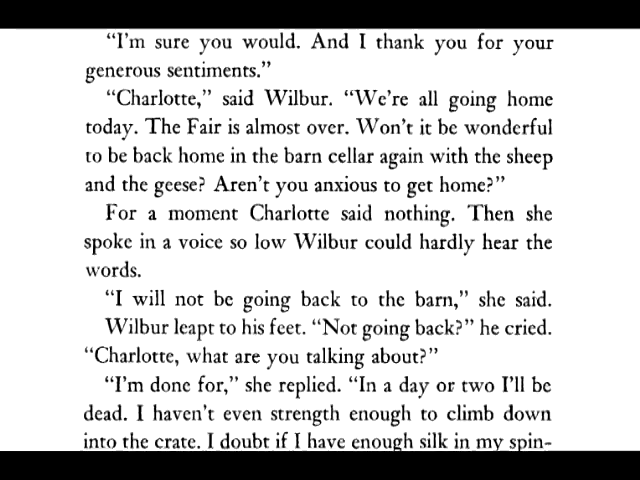 “I'm sure you would. And I thank you for your
generous sentiments.”
“Charlotte,” said Wilbur. “We're all going home
today. The Fair is almost over. Won't it be wonderful
to be back home in the barn cellar again with the sheep
and the geese? Aren't you anxious to get home?”
For a moment Charlotte said nothing. Then she
spoke in a voice so low Wilbur could hardly hear the
words.
“I will not be going back to the barn,” she said.
Wilbur leapt to his feet. “Not going back?” he cried.
“Charlotte, what are you talking about?”
“I'm done for,” she replied. “In a day or two I'll be
dead. I haven't even strength enough to climb down
into the crate. I doubt if I have enough silk in my spin-